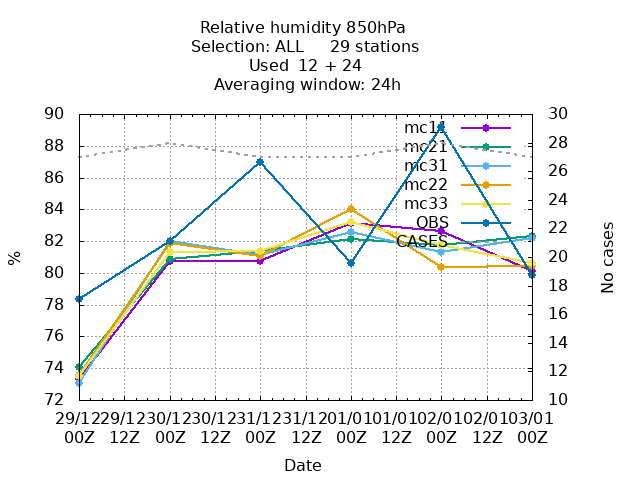 Relative humidity 850hPa
Selection: ALL 29 stations
Used 12 + 24
Averaging window: 24h
90 30
88 28
86 26
84 24
82 22
80 20
78 18
76 16
74 14
72 12
10
%
No cases
mc11
mc21
mc31
mc22
mc33
OBS
CASES
29/12 29/12 30/12 30/12 31/12 31/12 01/01 01/01 02/01 02/01 03/01
00Z 12Z 00Z 12Z 00Z 12Z 00Z 12Z 00Z 12Z 00Z
Date